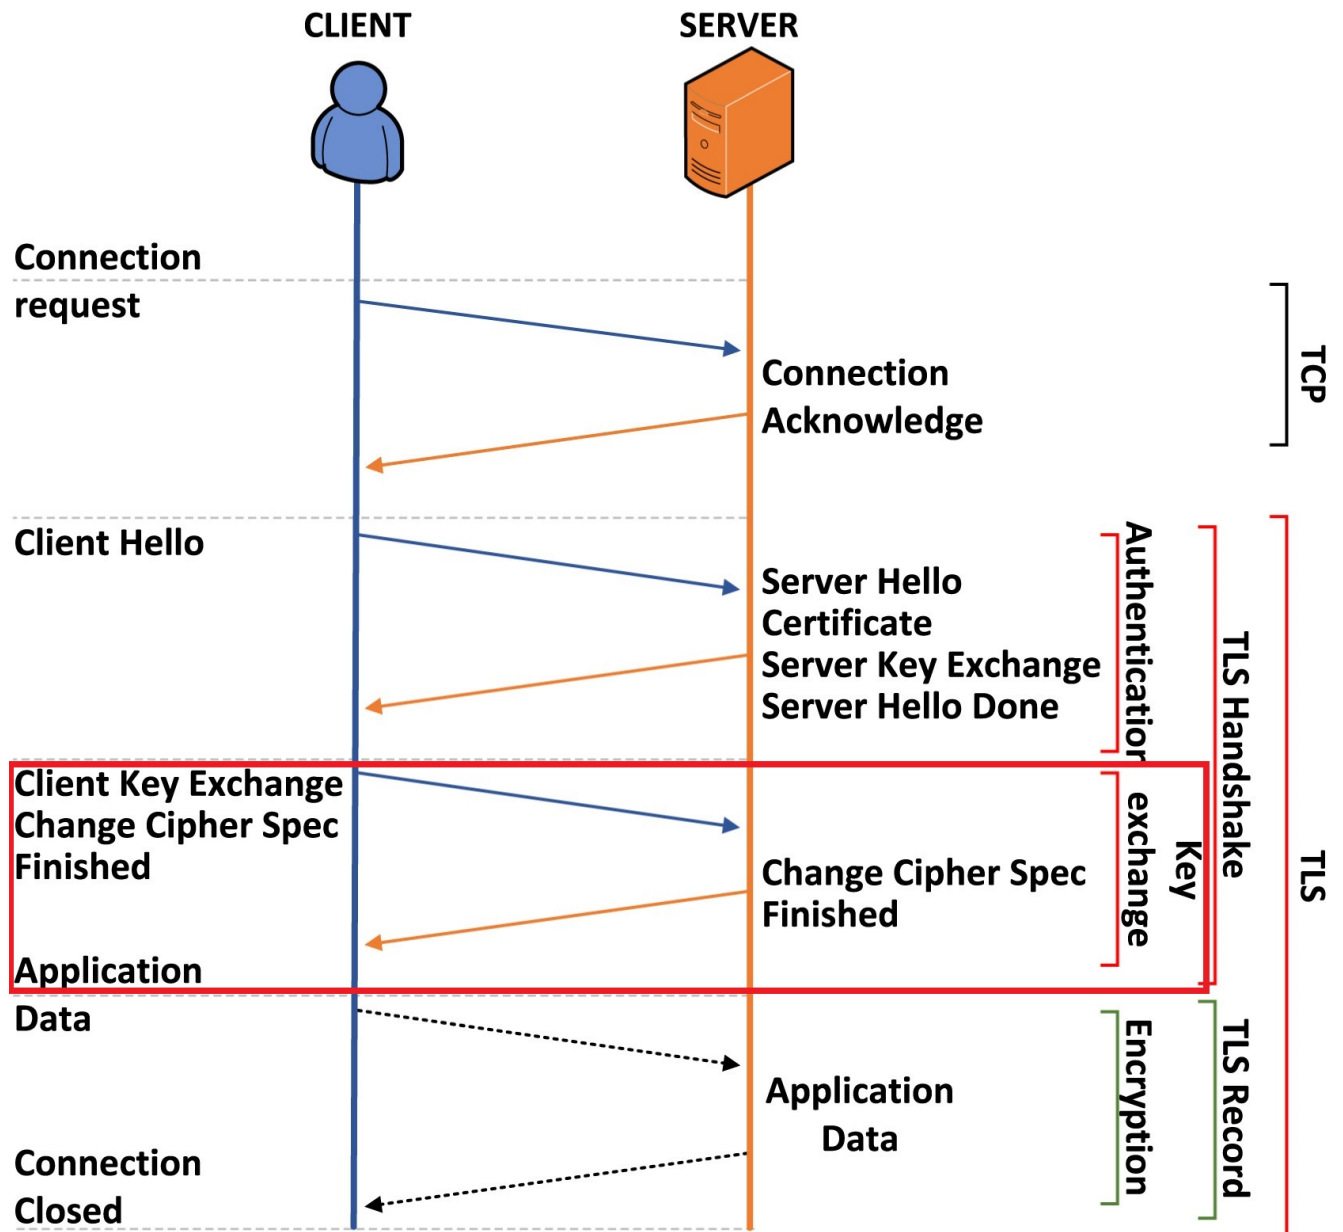 CLIENT
SERVER
Connection
request
Connection
Acknowledge
TCP
Client Hello
Server Hello
Certificate
Server Key Exchange
Server Hello Done
Authentication
TLS Handshake
TLS
Client Key Exchange
Change Cipher Spec
Finished
Change Cipher Spec
Finished
Key
exchange
Application
Data
Application
Data
Encryption
TLS Record
Connection
Closed